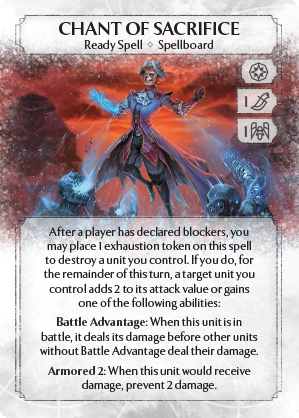 CHANT OF SACRIFICE
Ready Spell ◇ Spellboard
1
1
After a player has declared blockers, you
may place 1 exhaustion token on this spell
to destroy a unit you control. If you do, for
the remainder of this turn, a target unit you
control adds 2 to its attack value or gains
one of the following abilities:
Battle Advantage: When this unit is in
battle, it deals its damage before other units
without Battle Advantage deal their damage.
Armored 2: When this unit would receive
damage, prevent 2 damage.